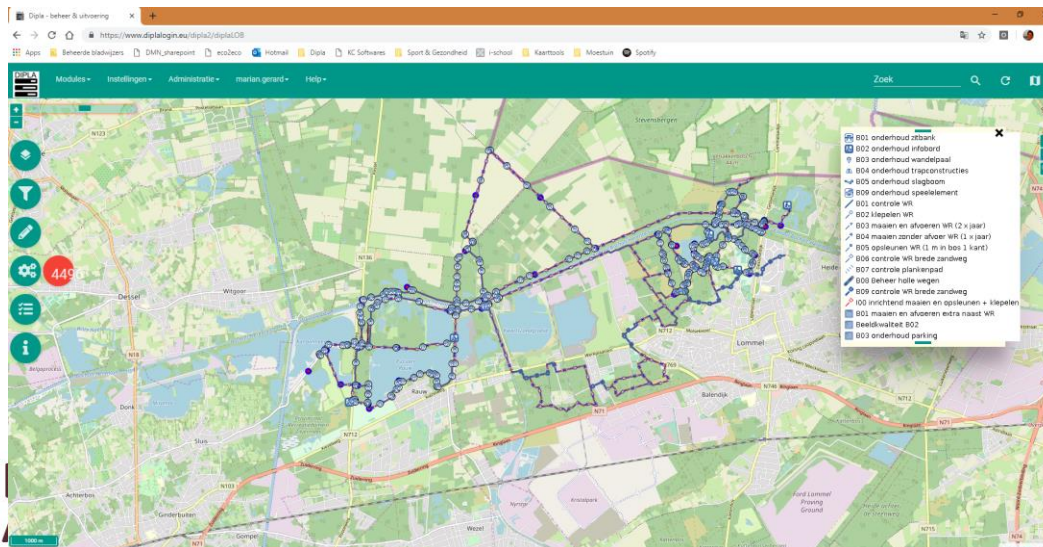 Dipla - beheer & uitvoering
https://www.diplalogin.eu/dipla2/diplaLOB
Apps Beheerde bladwijzers DMN_sharepoint eco2eco Hotmail Dipla KC Softwares Sport & Gezondheid i-school Kaarttools Moestuin Spotify
DIPLA Modules Instellingen Administratie marian.gerard Help Zoek
+
-
N123
Stevensbergen
B01 onderhoud zitbank
B02 onderhoud infobord
B03 onderhoud wandelpaal
B04 onderhoud trapconstructies
B05 onderhoud slagboom
B09 onderhoud speelelement
B01 controle WR
B02 klepelen WR
B03 maaien en afvoeren WR (2 x jaar)
B04 maaien zonder afvoer WR (1 x jaar)
B05 opsleunen WR (1 m in bos 1 kant)
B06 controle WR brede zandweg
B07 controle plankenpad
B08 Beheer holle wegen
B09 controle WR brede zandweg
I00 inrichtend maaien en opsleunen + klepelen
B01 maaien en afvoeren extra naast WR
Beeldkwaliteit B02
B03 onderhoud parking
N136
4496
Witgoor
Dessel
N18
Lommel
N769
Donk
Rauw
Balendijk
N746
N71
N712
N712
Sluis
N103
Achterbos
Ginderbuiten
Gompel
N71
Wezel
Ford Lommel
Proving
Ground
N715
N74
1000 m